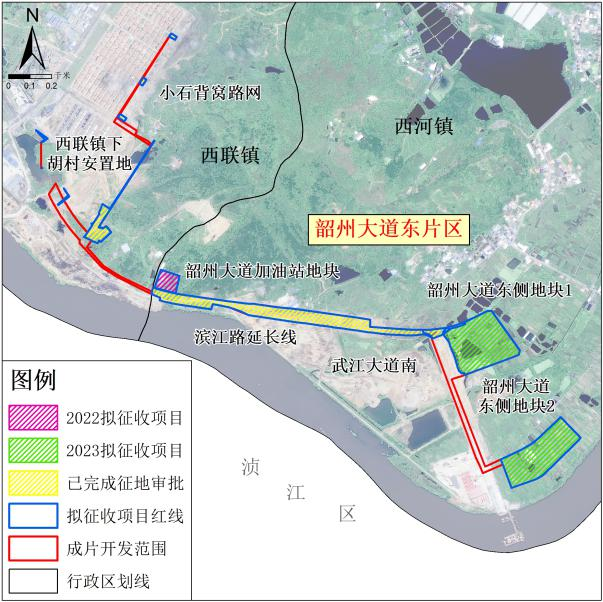 N
千米
0 0.1 0.2
小石背窝路网
西联镇下
胡村安置地
西联镇
西河镇
韶州大道东片区
韶州大道加油站地块
韶州大道东侧地块1
滨江路延长线
武江大道南
韶州大道
东侧地块2
浈
江
区
图例
2022拟征收项目
2023拟征收项目
已完成征地审批
拟征收项目红线
成片开发范围
行政区划线